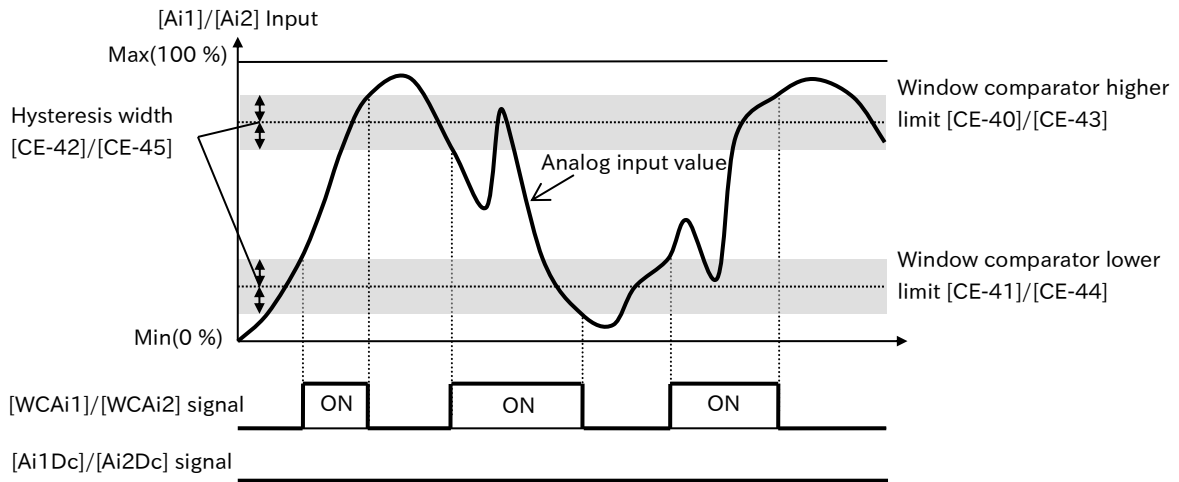 [Ai1]/[Ai2] Input
Max(100 %)
Window comparator higher
limit [CE-40]/[CE-43]
Hysteresis width
[CE-42]/[CE-45]
Analog input value
Window comparator lower
limit [CE-41]/[CE-44]
Min(0 %)
[WCAi1]/[WCAi2] signal
ON
ON
ON
[Ai1Dc]/[Ai2Dc] signal